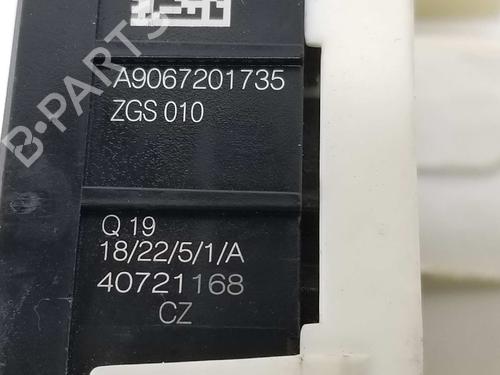 B-PARTS
A9067201735
ZGS 010
Q 19
18/22/5/1/A
40721168
CZ